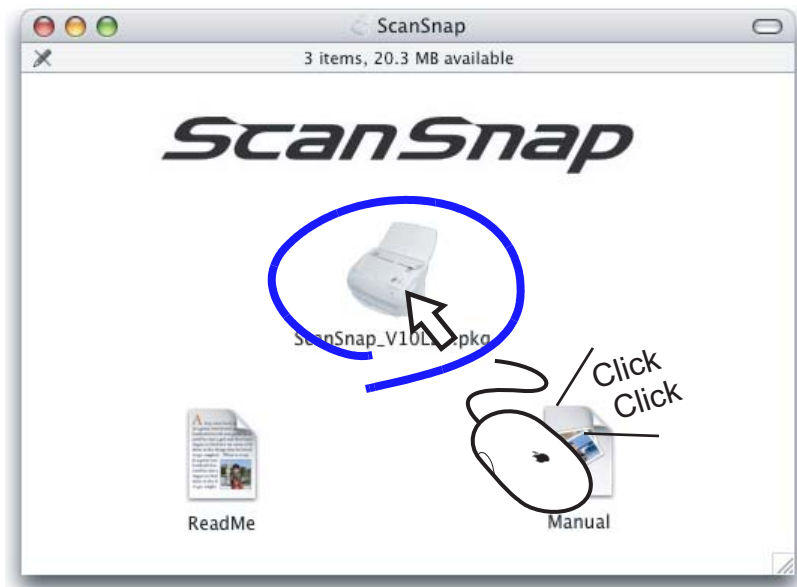 ScanSnap
3 items, 20.3 MB available
ScanSnap
Click
Click
ReadMe
Manual